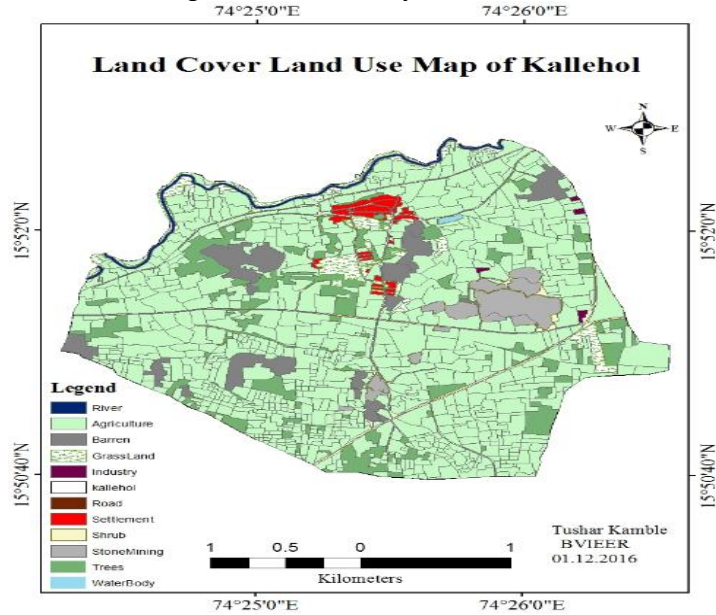 74°25'0"E 74°26'0"E
Land Cover Land Use Map of Kallehol
N
W E
S
15°52'0"N 15°52'0"N
Legend
River
Agriculture
Barren
GrassLand
Industry
kallehol
Road
Settlement
Shrub
StoneMining
Trees
WaterBody
15°50'40"N 15°50'40"N
1 0.5 0 1
Kilometers
Tushar Kamble
BVIEER
01.12.2016
74°25'0"E 74°26'0"E